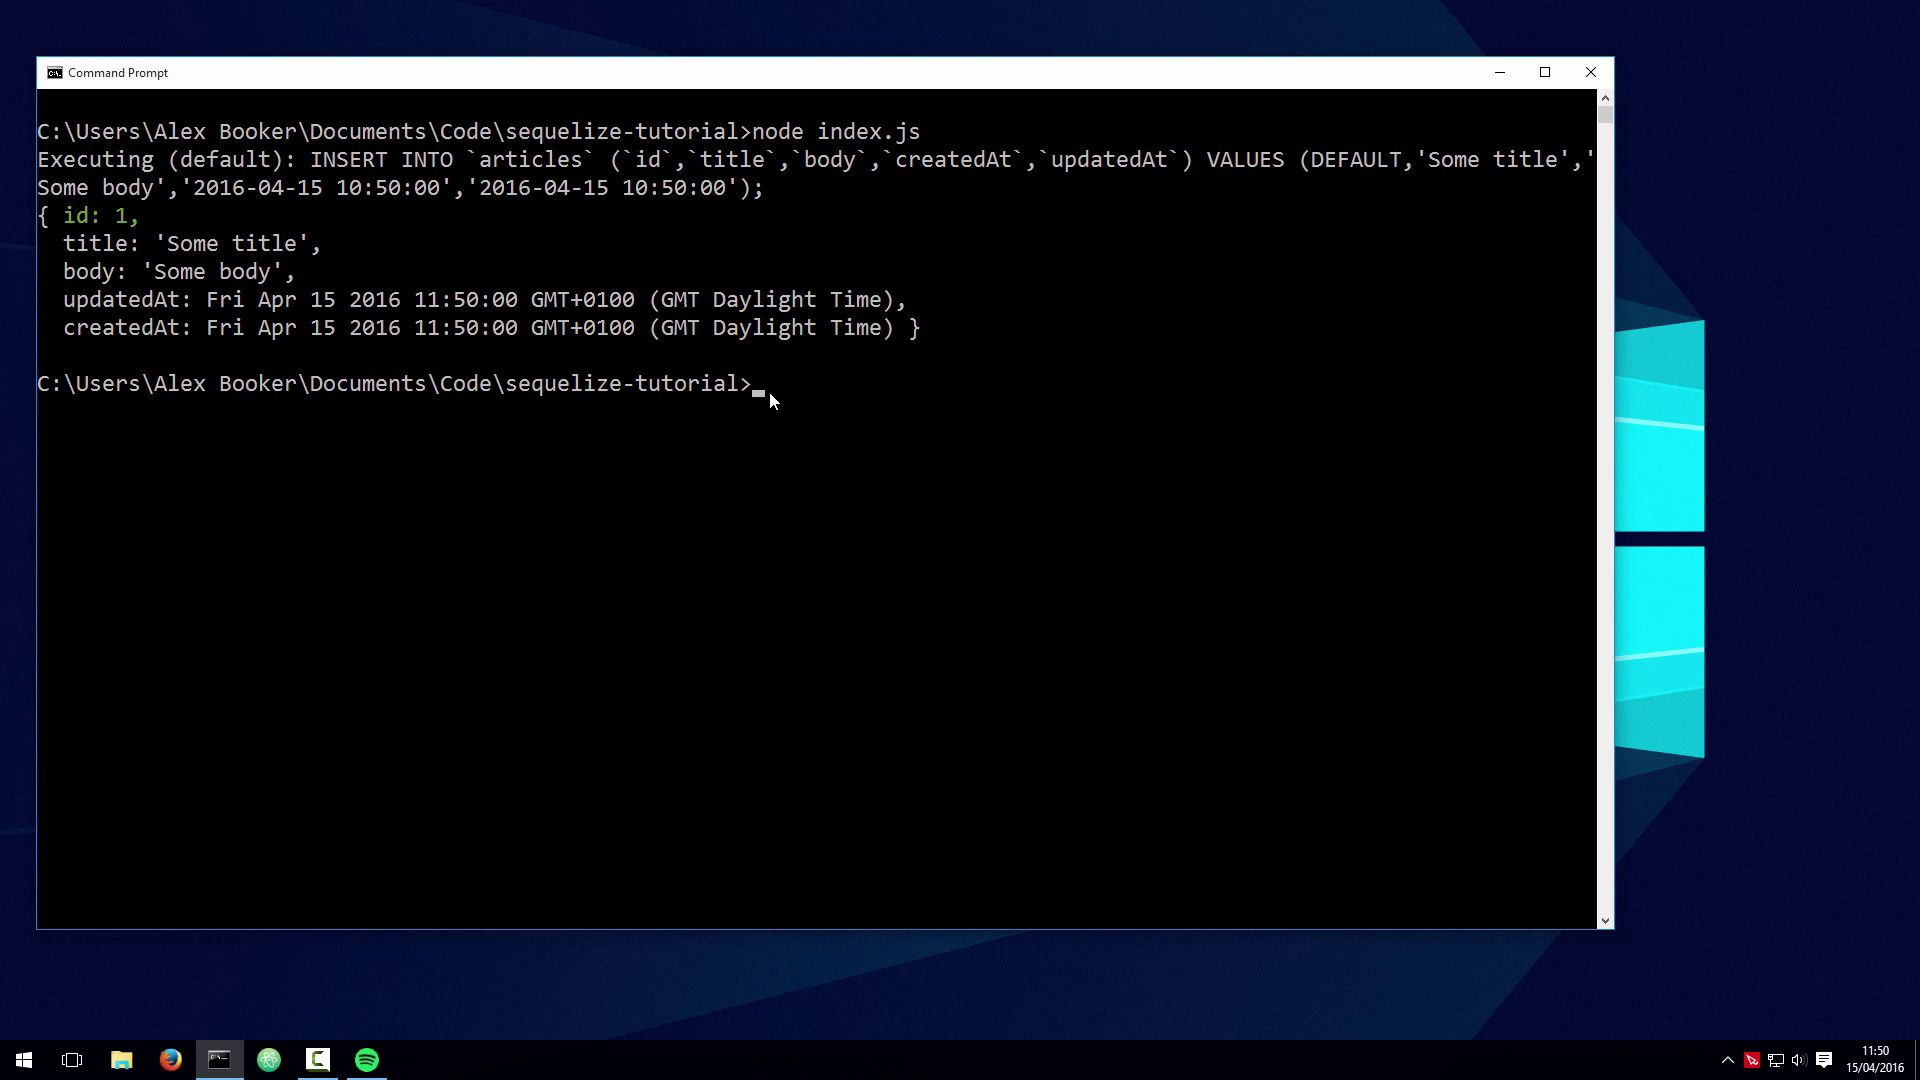 Command Prompt
C:\Users\Alex Booker\Documents\Code\sequelize-tutorial>node index.js
Executing (default): INSERT INTO `articles` (`id`,`title`,`body`,`createdAt`,`updatedAt`) VALUES (DEFAULT,'Some title','
Some body','2016-04-15 10:50:00','2016-04-15 10:50:00');
{ id: 1,
  title: 'Some title',
  body: 'Some body',
  updatedAt: Fri Apr 15 2016 11:50:00 GMT+0100 (GMT Daylight Time),
  createdAt: Fri Apr 15 2016 11:50:00 GMT+0100 (GMT Daylight Time) }
C:\Users\Alex Booker\Documents\Code\sequelize-tutorial>
11:50
15/04/2016